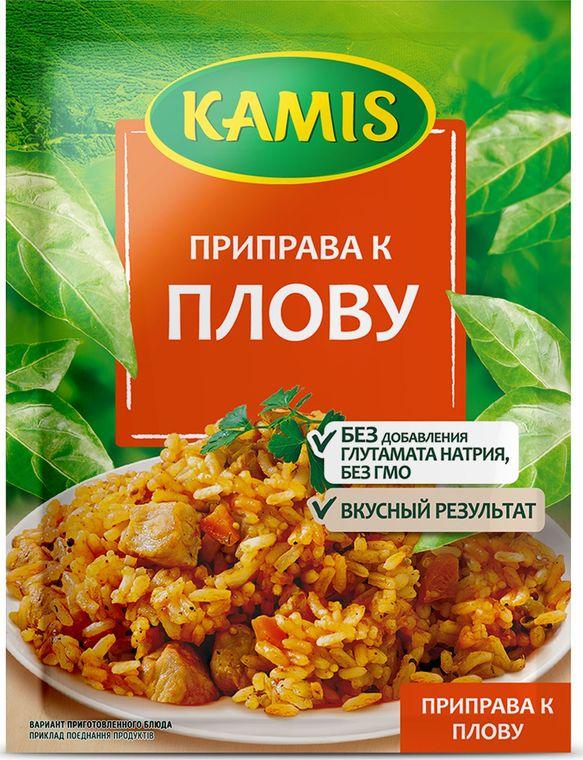 KAMIS
ПРИПРАВА К
ПЛОВУ
БЕЗ ДОБАВЛЕНИЯ
ГЛУТАМАТА НАТРИЯ,
БЕЗ ГМО
ВКУСНЫЙ РЕЗУЛЬТАТ
ВАРИАНТ ПРИГОТОВЛЕННОГО БЛЮДА
ПРИКЛАД ПОЄДНАННЯ ПРОДУКТІВ
ПРИПРАВА К
ПЛОВУ